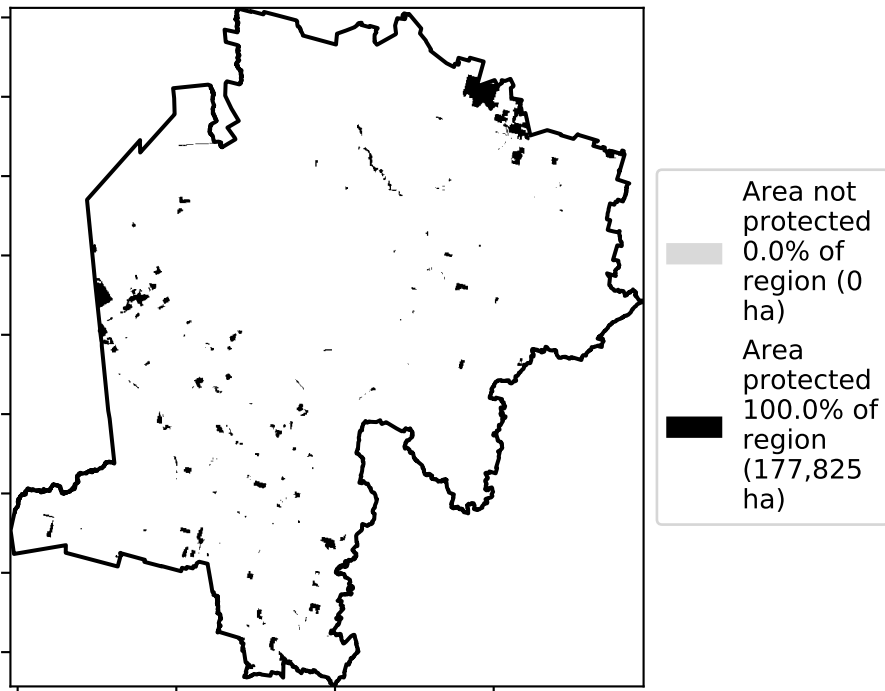 Area not
protected
0.0% of
region (0
ha)
Area
protected
100.0% of
region
(177,825
ha)